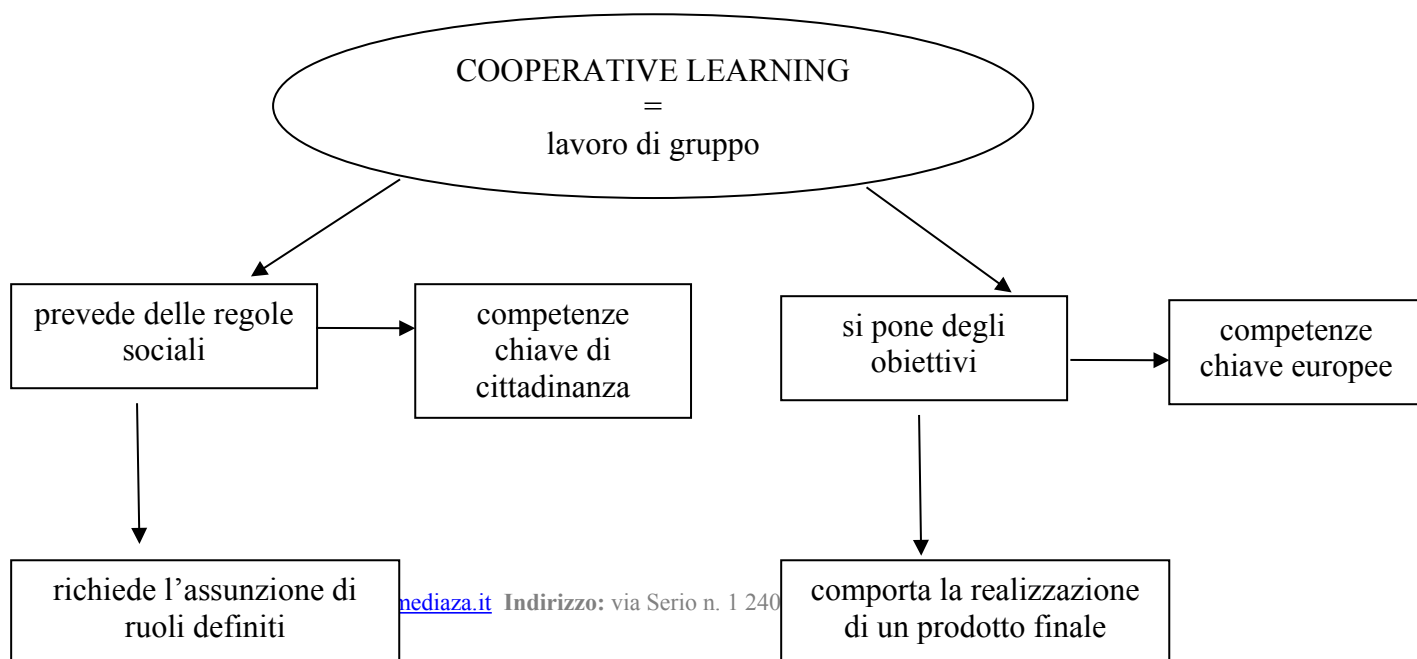 COOPERATIVE LEARNING
=
lavoro di gruppo
prevede delle regole
sociali
competenze
chiave di
cittadinanza
si pone degli
obiettivi
competenze
chiave europee
richiede l’assunzione di
ruoli definiti
mediaza.it Indirizzo: via Serio n. 1 240
comporta la realizzazione
di un prodotto finale